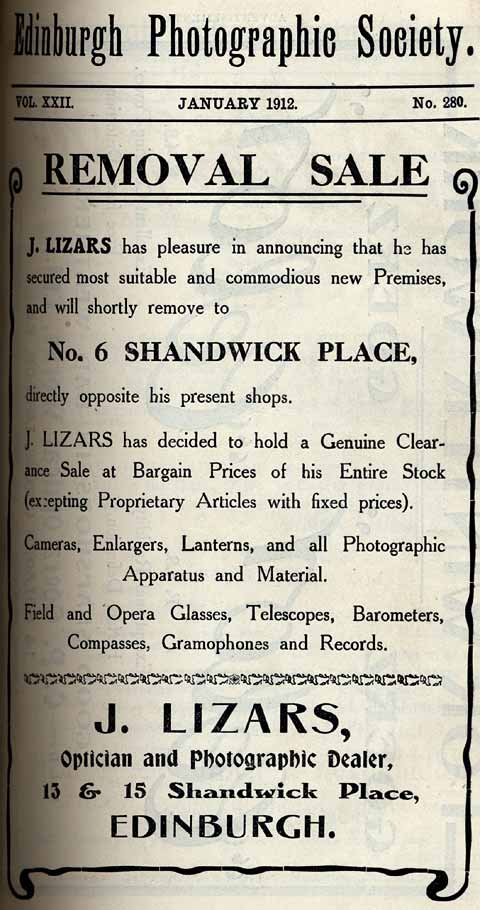 Edinburgh Photographic Society.
VOL. XXII. JANUARY 1912. No. 280.
REMOVAL SALE
J. LIZARS has pleasure in announcing that he has
secured most suitable and commodious new Premises,
and will shortly remove to
No. 6 SHANDWICK PLACE,
directly opposite his present shops.
J. LIZARS has decided to hold a Genuine Clear-
ance Sale at Bargain Prices of his Entire Stock
(excepting Proprietary Articles with fixed prices).
Cameras, Enlargers, Lanterns, and all Photographic
Apparatus and Material.
Field and Opera Glasses, Telescopes, Barometers,
Compasses, Gramophones and Records.
J. LIZARS,
Optician and Photographic Dealer,
13 & 15 Shandwick Place,
EDINBURGH.